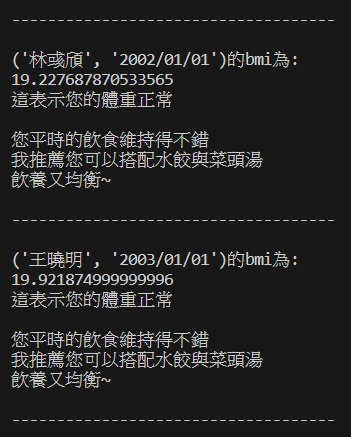 ------------------------------------
('林彧頎', '2002/01/01')的bmi為:
19.227687870533565
這表示您的體重正常
您平時的飲食維持得不錯
我推薦您可以搭配水餃與菜頭湯
飲養又均衡~
------------------------------------
('王曉明', '2003/01/01')的bmi為:
19.921874999999996
這表示您的體重正常
您平時的飲食維持得不錯
我推薦您可以搭配水餃與菜頭湯
飲養又均衡~
------------------------------------